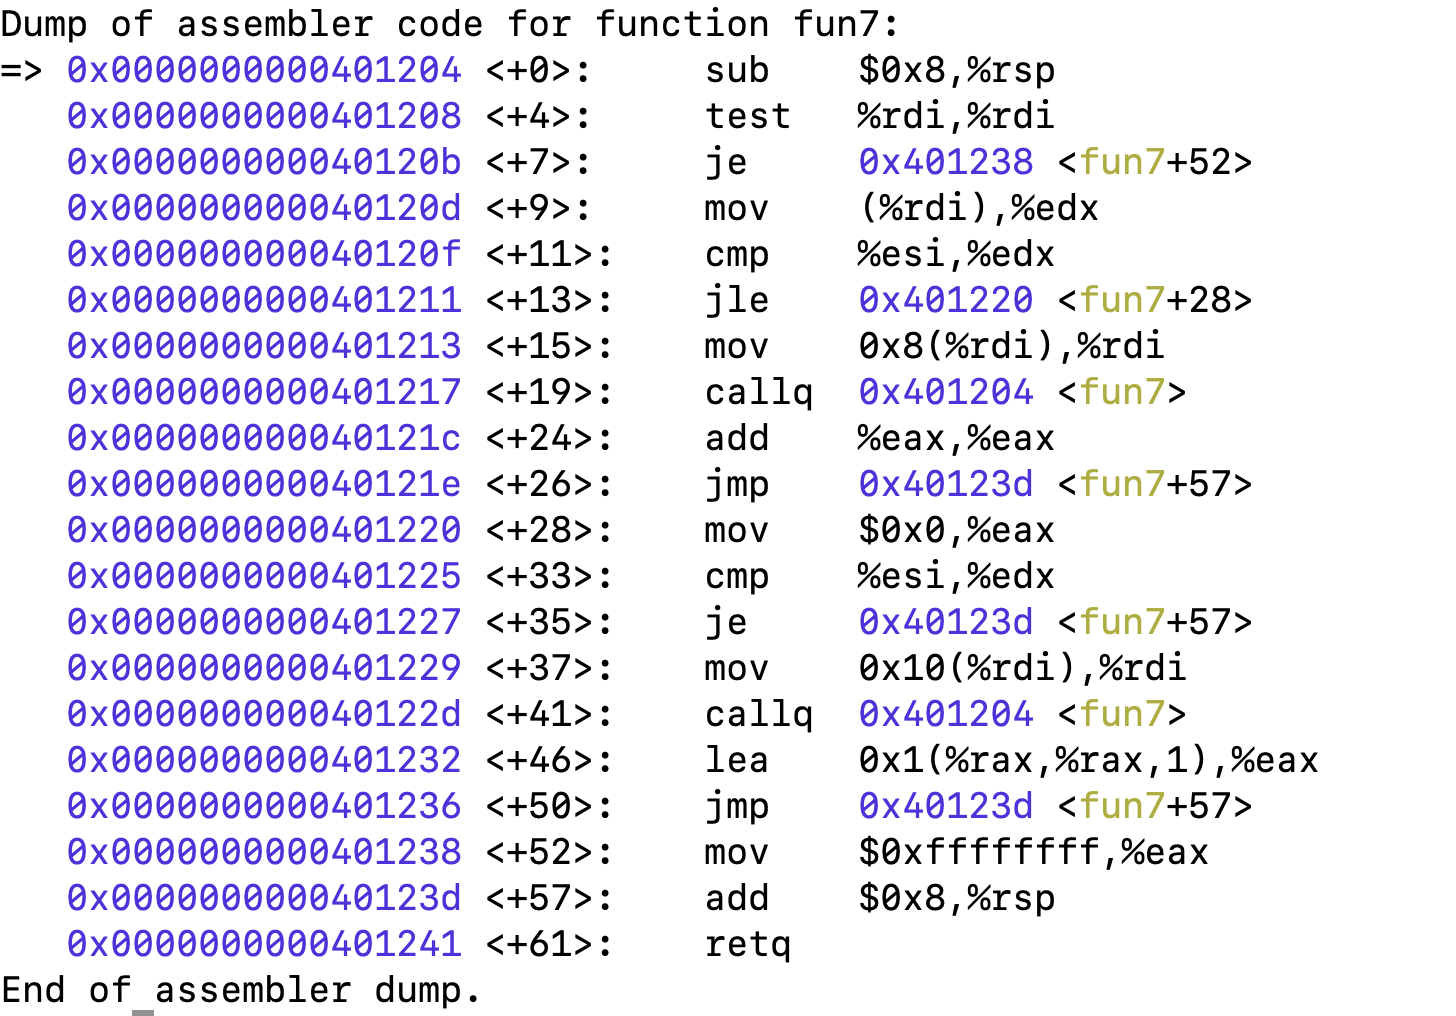 Dump of assembler code for function fun7:
=> 0x0000000000401204 <+0>:     sub    $0x8,%rsp
   0x0000000000401208 <+4>:     test   %rdi,%rdi
   0x000000000040120b <+7>:     je     0x401238 <fun7+52>
   0x000000000040120d <+9>:     mov    (%rdi),%edx
   0x000000000040120f <+11>:    cmp    %esi,%edx
   0x0000000000401211 <+13>:    jle    0x401220 <fun7+28>
   0x0000000000401213 <+15>:    mov    0x8(%rdi),%rdi
   0x0000000000401217 <+19>:    callq  0x401204 <fun7>
   0x000000000040121c <+24>:    add    %eax,%eax
   0x000000000040121e <+26>:    jmp    0x40123d <fun7+57>
   0x0000000000401220 <+28>:    mov    $0x0,%eax
   0x0000000000401225 <+33>:    cmp    %esi,%edx
   0x0000000000401227 <+35>:    je     0x40123d <fun7+57>
   0x0000000000401229 <+37>:    mov    0x10(%rdi),%rdi
   0x000000000040122d <+41>:    callq  0x401204 <fun7>
   0x0000000000401232 <+46>:    lea    0x1(%rax,%rax,1),%eax
   0x0000000000401236 <+50>:    jmp    0x40123d <fun7+57>
   0x0000000000401238 <+52>:    mov    $0xffffffff,%eax
   0x000000000040123d <+57>:    add    $0x8,%rsp
   0x0000000000401241 <+61>:    retq
End of assembler dump.